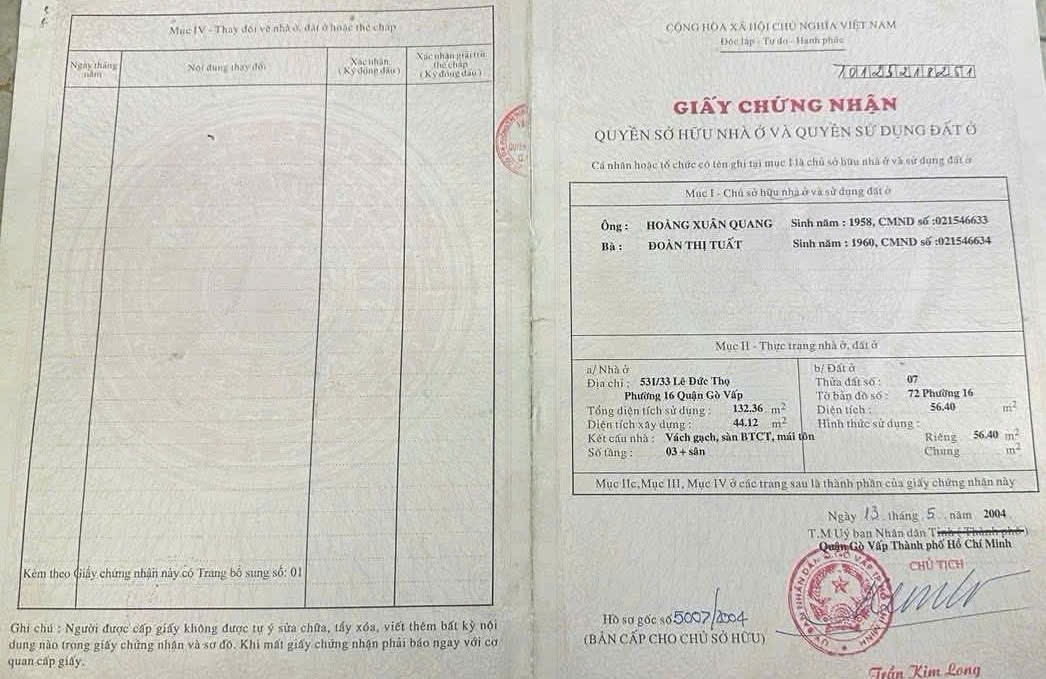 Mục IV - Thay đổi về nhà ở, đất ở hoặc thế chấp
Ngày tháng năm
Nội dung thay đổi
Xác nhận
( Ký đóng dấu )
Xác nhận giải trừ thế chấp
( Ký đóng dấu )
Kèm theo Giấy chứng nhận này có Trang bổ sung số: 01
Ghi chú : Người được cấp giấy không được tự ý sửa chữa, tẩy xóa, viết thêm bất kỳ nội
dung nào trong giấy chứng nhận và sơ đồ. Khi mất giấy chứng nhận phải báo ngay với cơ
quan cấp giấy.
CỘNG HÒA XÃ HỘI CHỦ NGHĨA VIỆT NAM
Độc lập - Tự do - Hạnh phúc
70125218251
GIẤY CHỨNG NHẬN
QUYỀN SỞ HỮU NHÀ Ở VÀ QUYỀN SỬ DỤNG ĐẤT Ở
Cá nhân hoặc tổ chức có tên ghi tại mục I là chủ sở hữu nhà ở và sử dụng đất ở
Mục I - Chủ sở hữu nhà ở và sử dụng đất ở
Ông : HOÀNG XUÂN QUANG Sinh năm : 1958, CMND số :021546633
Bà : ĐOÀN THỊ TUẤT Sinh năm : 1960, CMND số :021546634
Mục II - Thực trạng nhà ở, đất ở
a/ Nhà ở
Địa chỉ : 531/33 Lê Đức Thọ
Phường 16 Quận Gò Vấp
Tổng diện tích sử dụng : 132.36 m2
Diện tích xây dựng : 44.12 m2
Kết cấu nhà : Vách gạch, sàn BTCT, mái tôn
Số tầng : 03 + sân
b/ Đất ở
Thửa đất số : 07
Tờ bản đồ số : 72 Phường 16
Diện tích : 56.40 m2
Hình thức sử dụng :
Riêng 56.40 m2
Chung m2
Mục IIc,Mục III, Mục IV ở các trang sau là thành phần của giấy chứng nhận này
Ngày 13 tháng 5 năm 2004
T.M Uỷ ban Nhân dân Tỉnh ( Thành phố )
Quận Gò Vấp Thành phố Hồ Chí Minh
CHỦ TỊCH
Hồ sơ gốc số 5007/2004
(BẢN CẤP CHO CHỦ SỞ HỮU)
Trần Kim Long